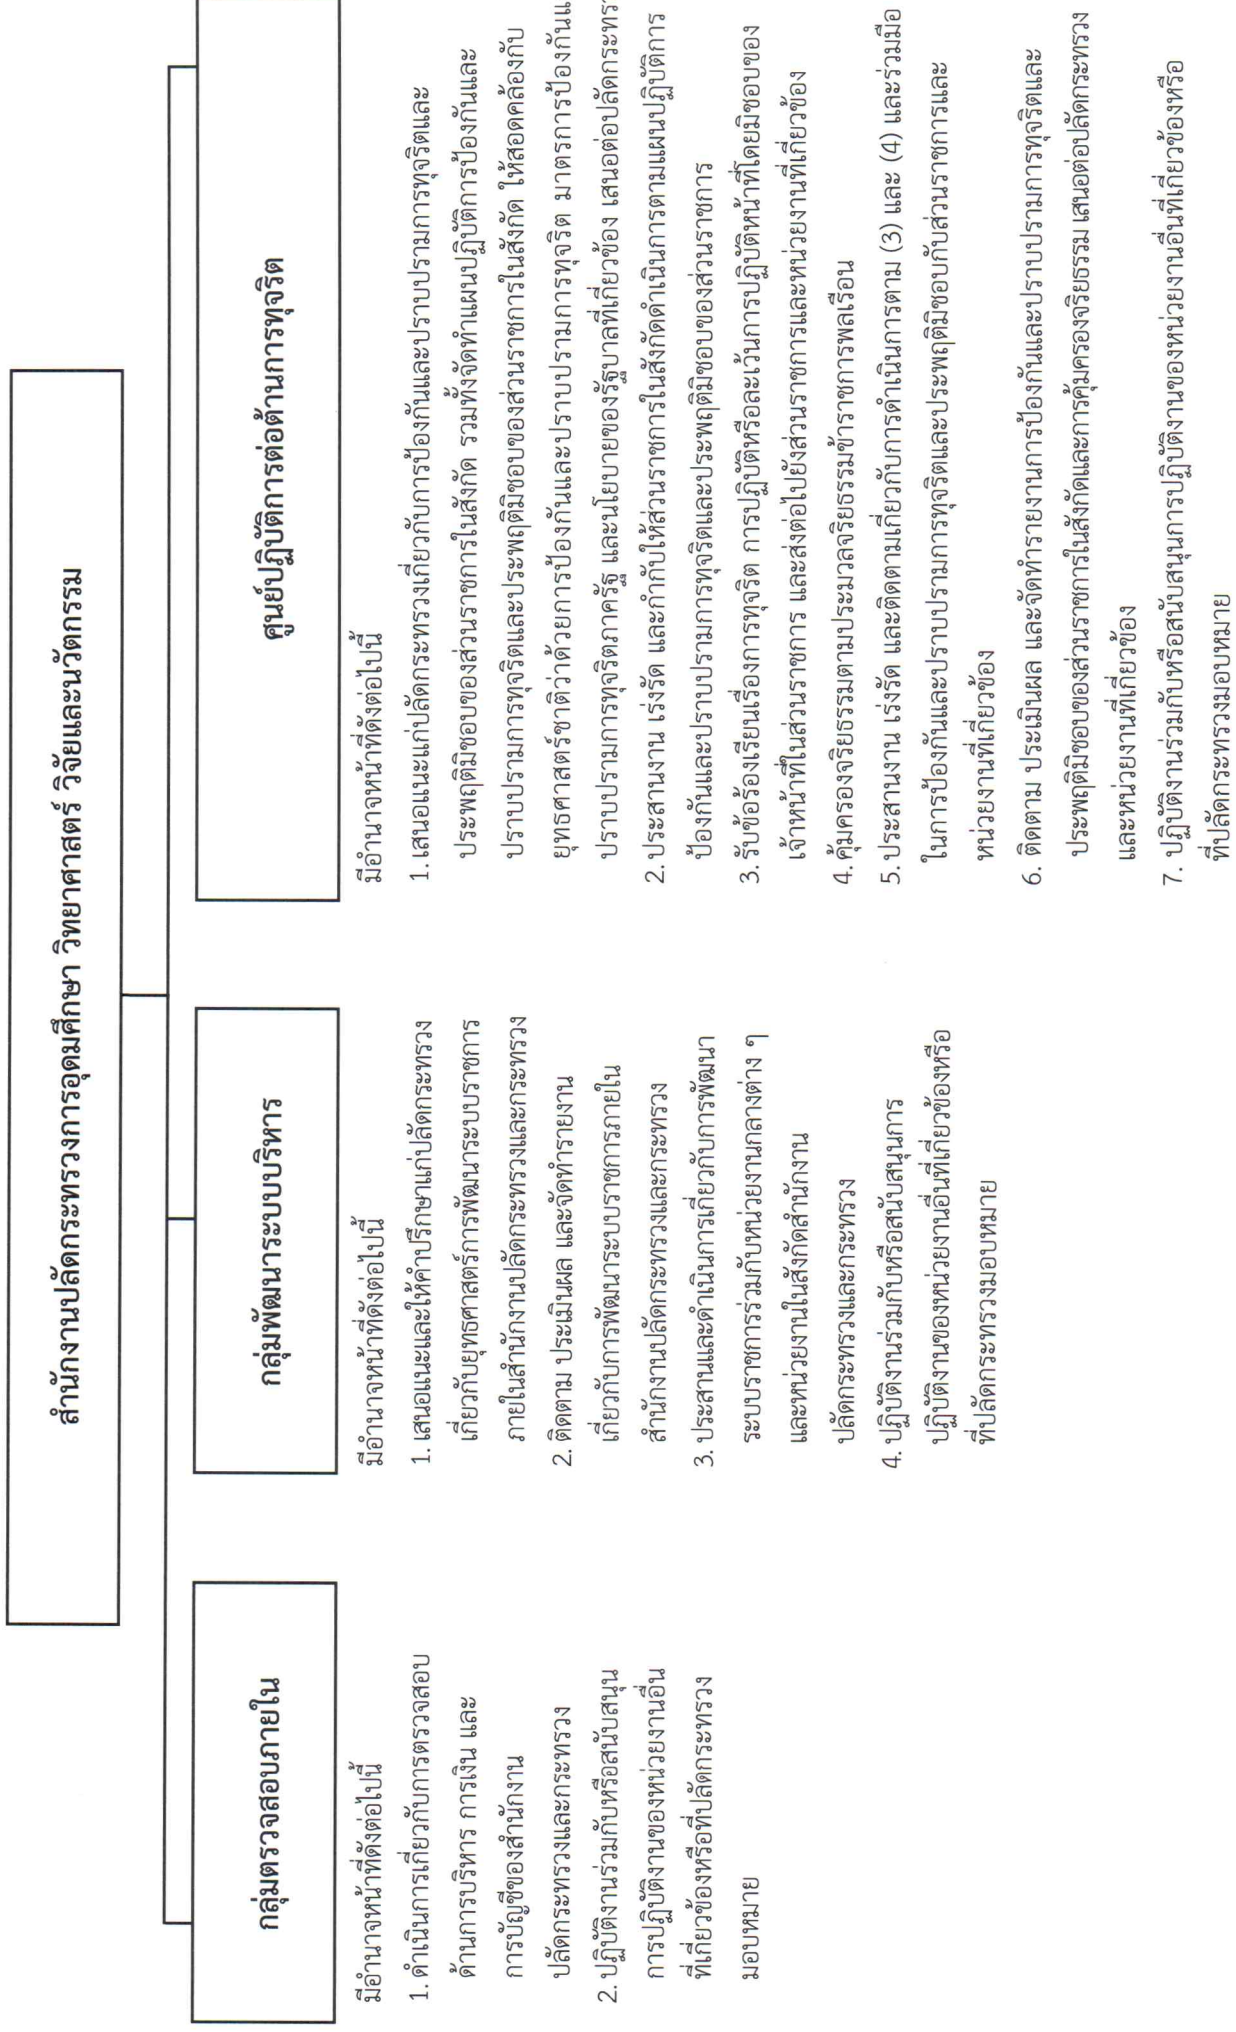 สำนักงานปลัดกระทรวงการอุดมศึกษา วิทยาศาสตร์ วิจัยและนวัตกรรม
กลุ่มตรวจสอบภายใน
มีอำนาจหน้าที่ดังต่อไปนี้
1. ดำเนินการเกี่ยวกับการตรวจสอบ
ด้านการบริหาร การเงิน และ
การบัญชีของสำนักงาน
ปลัดกระทรวงและกระทรวง
2. ปฏิบัติงานร่วมกับหรือสนับสนุน
การปฏิบัติงานของหน่วยงานอื่น
ที่เกี่ยวข้องหรือที่ปลัดกระทรวง
มอบหมาย
กลุ่มพัฒนาระบบบริหาร
มีอำนาจหน้าที่ดังต่อไปนี้
1. เสนอแนะและให้คำปรึกษาแก่ปลัดกระทรวง
เกี่ยวกับยุทธศาสตร์การพัฒนาระบบราชการ
ภายในสำนักงานปลัดกระทรวงและกระทรวง
2. ติดตาม ประเมินผล และจัดทำรายงาน
เกี่ยวกับการพัฒนาระบบราชการภายใน
สำนักงานปลัดกระทรวงและกระทรวง
3. ประสานและดำเนินการเกี่ยวกับการพัฒนา
ระบบราชการร่วมกับหน่วยงานกลางต่าง ๆ
และหน่วยงานในสังกัดสำนักงาน
ปลัดกระทรวงและกระทรวง
4. ปฏิบัติงานร่วมกับหรือสนับสนุนการ
ปฏิบัติงานของหน่วยงานอื่นที่เกี่ยวข้องหรือ
ที่ปลัดกระทรวงมอบหมาย
ศูนย์ปฏิบัติการต่อต้านการทุจริต
มีอำนาจหน้าที่ดังต่อไปนี้
1. เสนอแนะแก่ปลัดกระทรวงเกี่ยวกับการป้องกันและปราบปรามการทุจริตและ
ประพฤติมิชอบของส่วนราชการในสังกัด รวมทั้งจัดทำแผนปฏิบัติการป้องกันและ
ปราบปรามการทุจริตและประพฤติมิชอบของส่วนราชการในสังกัด ให้สอดคล้องกับ
ยุทธศาสตร์ชาติว่าด้วยการป้องกันและปราบปรามการทุจริต มาตรการป้องกัน
ปราบปรามการทุจริตภาครัฐ และนโยบายของรัฐบาลที่เกี่ยวข้อง เสนอต่อ
2. ประสานงาน เร่งรัด และกำกับให้ส่วนราชการในสังกัดดำเนินการตามแผนปฏิบัติการ
ป้องกันและปราบปรามการทุจริตและประพฤติมิชอบของส่วนราชการ
3. รับข้อร้องเรียนเรื่องการทุจริต การปฏิบัติหรือละเว้นการปฏิบัติหน้าที่โดยมิชอบของ
เจ้าหน้าที่ในส่วนราชการ และส่งต่อไปยังส่วนราชการและหน่วยงานที่เกี่ยวข้อง
4. คุ้มครองจริยธรรมตามประมวลจริยธรรมข้าราชการพลเรือน
5. ประสานงาน เร่งรัด และติดตามเกี่ยวกับการดำเนินการตาม (3) และ (4) และร่วมมือ
ในการป้องกันและปราบปรามการทุจริตและประพฤติมิชอบกับส่วนราชการและ
หน่วยงานที่เกี่ยวข้อง
6. ติดตาม ประเมินผล และจัดทำรายงานการป้องกันและปราบปรามการทุจริตและ
ประพฤติมิชอบของส่วนราชการในสังกัดและการคุ้มครองจริยธรรม เสนอต่อปลัดกระทรวง
และหน่วยงานที่เกี่ยวข้อง
7. ปฏิบัติงานร่วมกับหรือสนับสนุนการปฏิบัติงานของหน่วยงานอื่นที่เกี่ยวข้องหรือ
ที่ปลัดกระทรวงมอบหมาย